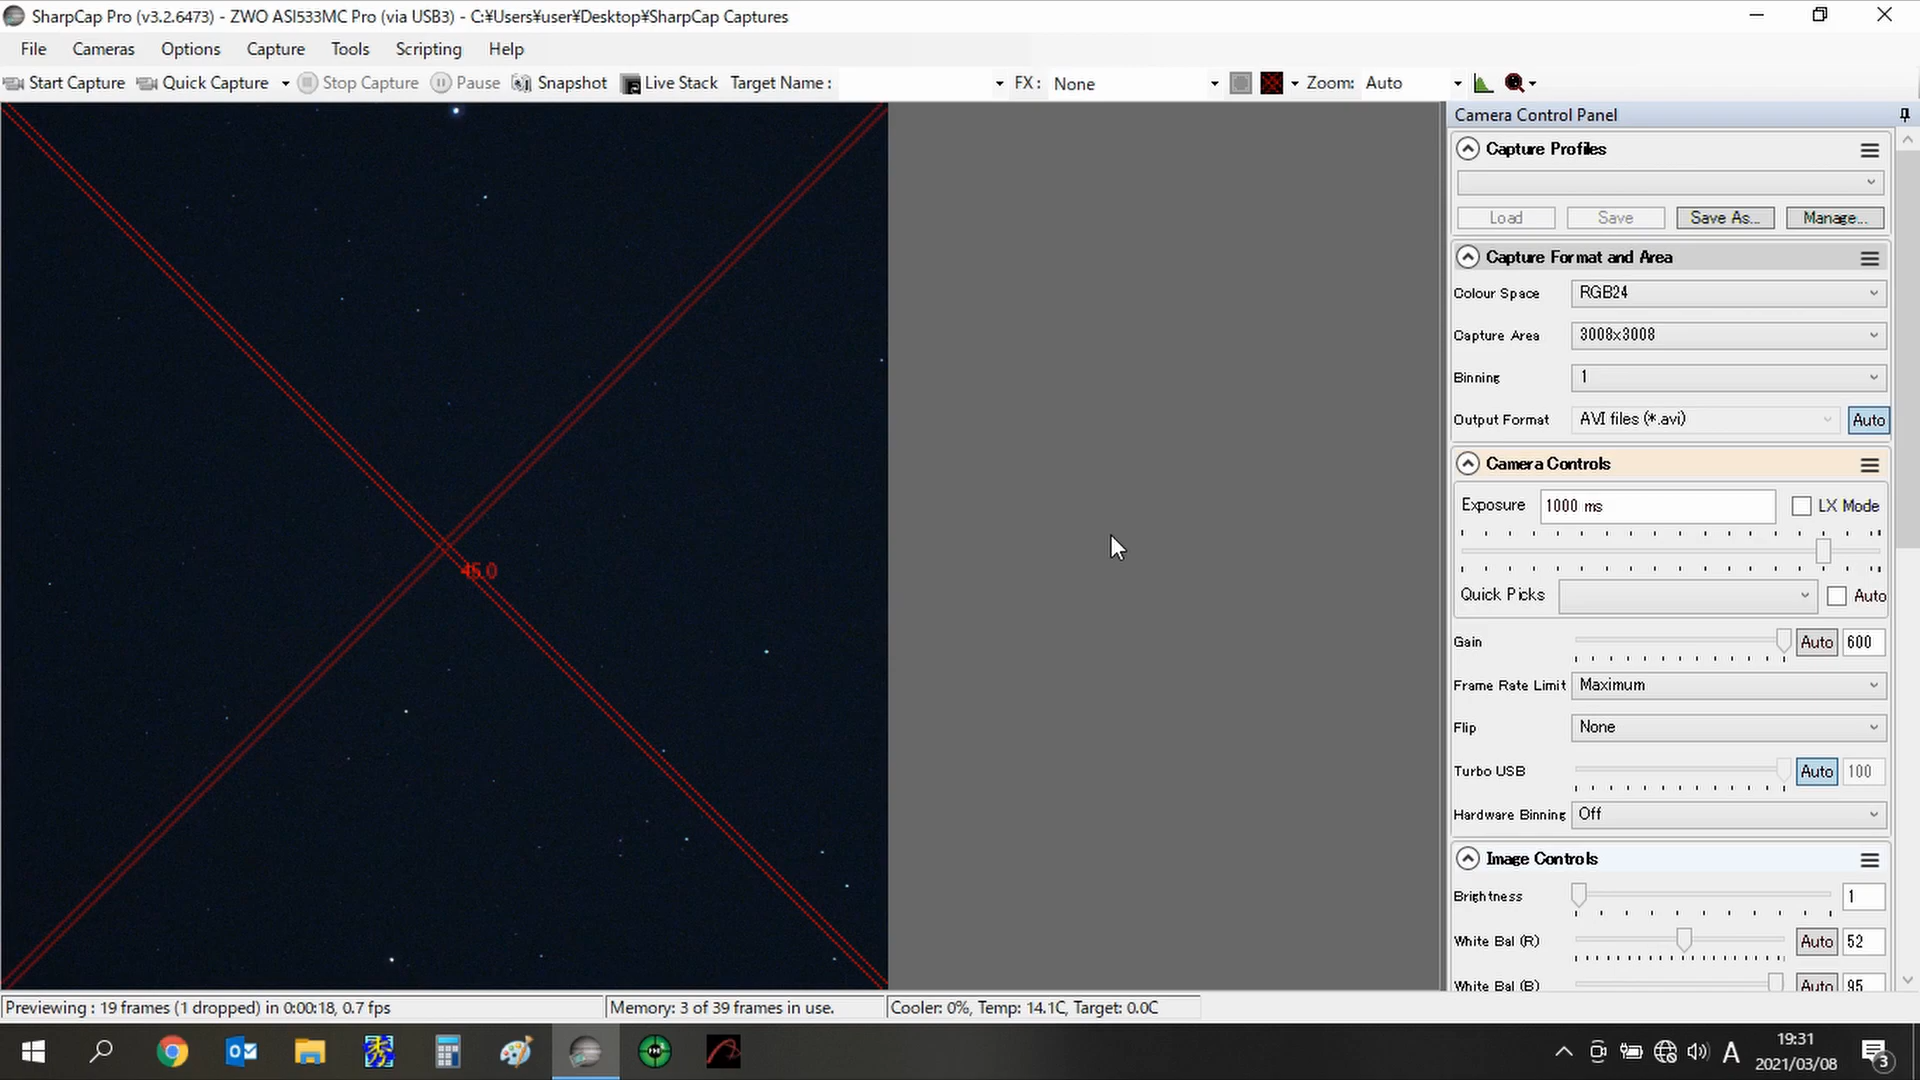 SharpCap Pro (v3.2.6473) - ZWO ASI533MC Pro (via USB3) - C:¥Users¥user¥Desktop¥SharpCap Captures
File Cameras Options Capture Tools Scripting Help
Start Capture Quick Capture Stop Capture Pause Snapshot Live Stack Target Name : FX : None Zoom: Auto
Camera Control Panel
Capture Profiles
Load Save Save As... Manage...
Capture Format and Area
Colour Space RGB24
Capture Area 3008x3008
Binning 1
Output Format AVI files (*.avi) Auto
Camera Controls
Exposure 1000 ms LX Mode
Quick Picks Auto
Gain Auto 600
Frame Rate Limit Maximum
Flip None
Turbo USB Auto 100
Hardware Binning Off
Image Controls
Brightness 1
White Bal (R) Auto 52
White Bal (B) Auto 95
45.0
Previewing : 19 frames (1 dropped) in 0:00:18, 0.7 fps Memory: 3 of 39 frames in use. Cooler: 0%, Temp: 14.1C, Target: 0.0C
A 19:31
2021/03/08
3